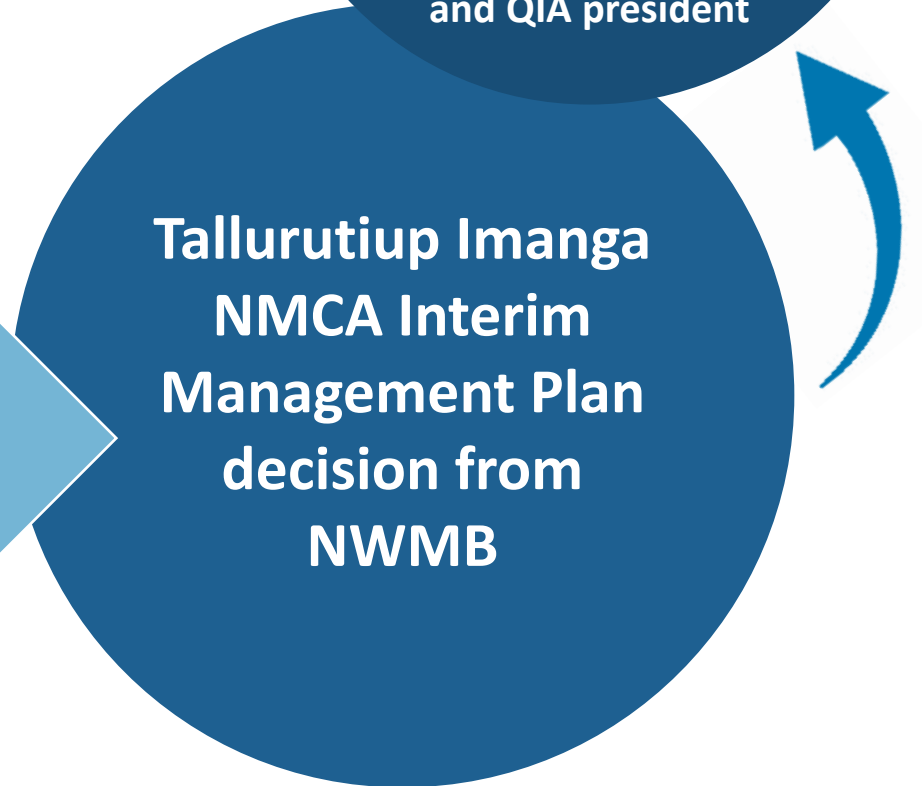 and QIA president
Tallurutiup Imanga
NMCA Interim
Management Plan
decision from
NWMB